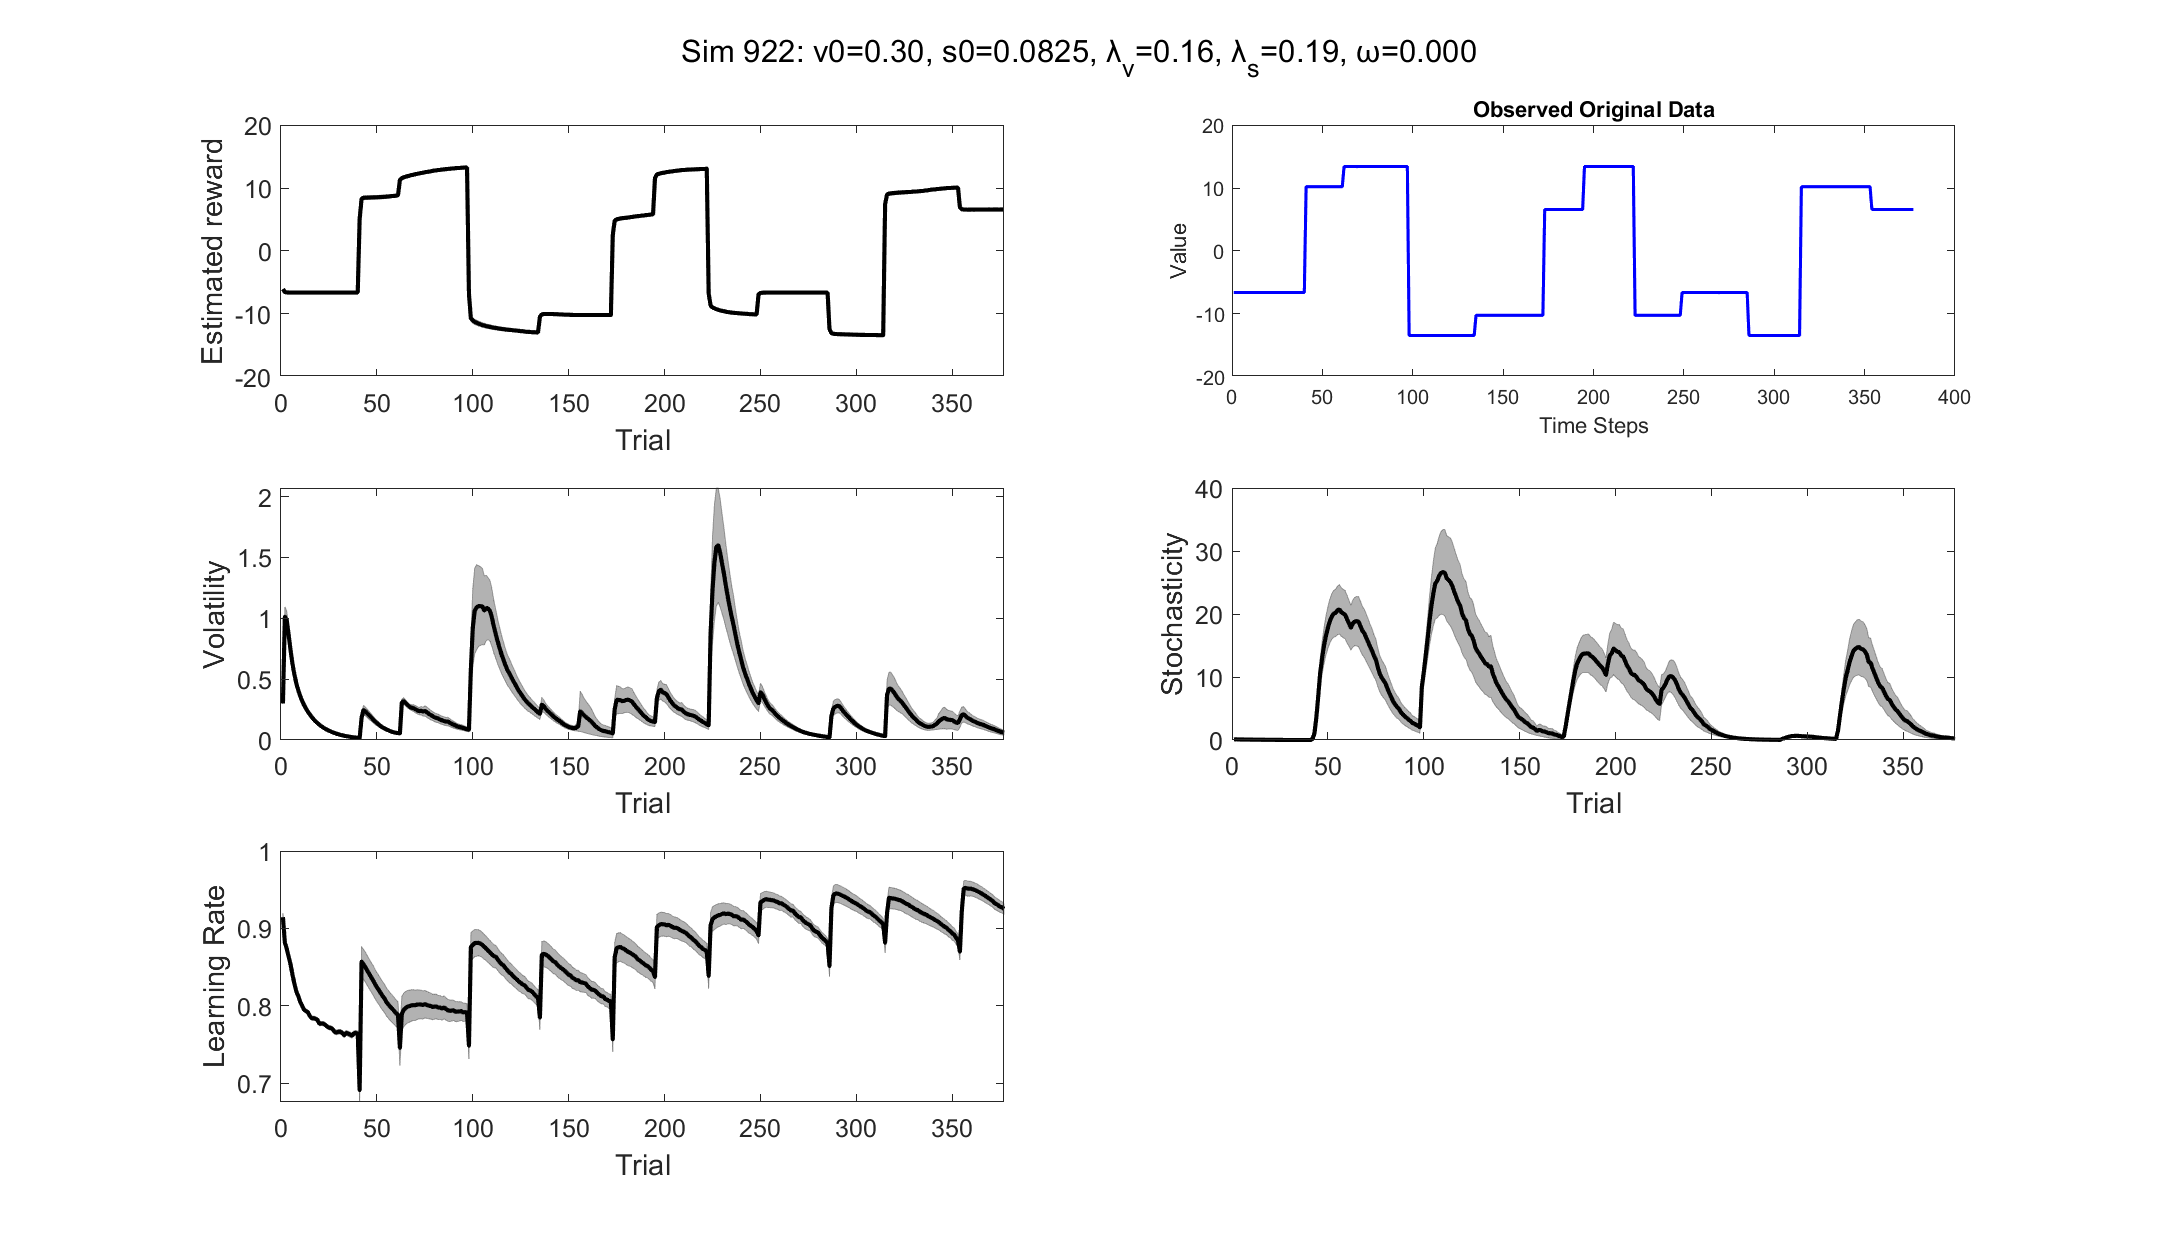 Sim 922: v0=0.30, s0=0.0825, λv=0.16, λs=0.19, ω=0.000
Estimated reward
20
10
0
-10
-20
0 50 100 150 200 250 300 350
Trial
Observed Original Data
Value
20
10
0
-10
-20
0 50 100 150 200 250 300 350 400
Time Steps
Volatility
2
1.5
1
0.5
0
0 50 100 150 200 250 300 350
Trial
Stochasticity
40
30
20
10
0
0 50 100 150 200 250 300 350
Trial
Learning Rate
1
0.9
0.8
0.7
0 50 100 150 200 250 300 350
Trial